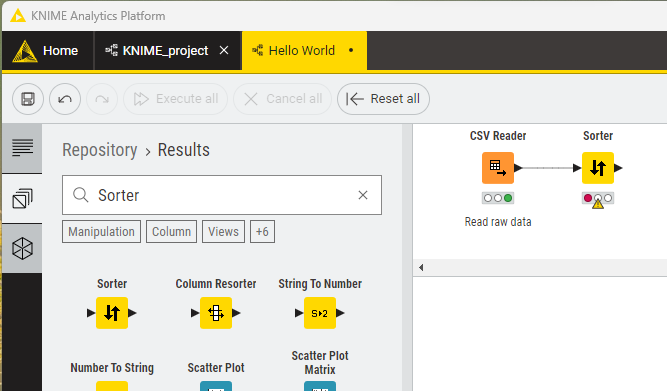 KNIME Analytics Platform
Home
KNIME_project
Hello World
Execute all
Cancel all
Reset all
Repository › Results
Sorter
Manipulation
Column
Views
+6
Sorter
Column Resorter
String To Number
S▸2
Number To String
Scatter Plot
Scatter Plot
Matrix
CSV Reader
Sorter
Read raw data